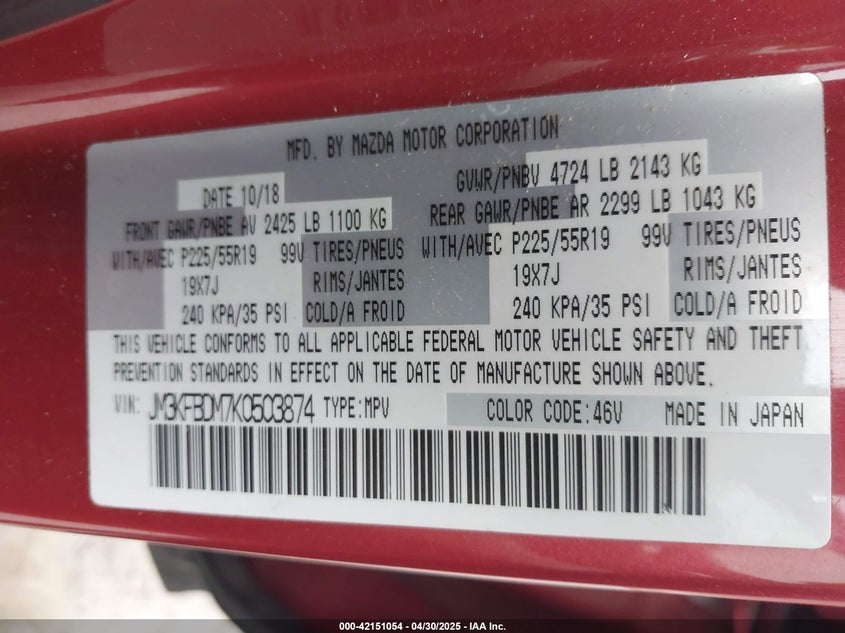 MFD. BY MAZDA MOTOR CORPORATION
DATE 10/18 GVWR/PNBV 4724 LB 2143 KG
FRONT GAWR/PNBE AV 2425 LB 1100 KG REAR GAWR/PNBE AR 2299 LB 1043 KG
WITH/AVEC P225/55R19 99V TIRES/PNEUS WITH/AVEC P225/55R19 99V TIRES/PNEUS
19X7J RIMS/JANTES 19X7J RIMS/JANTES
240 KPA/35 PSI COLD/A FROID 240 KPA/35 PSI COLD/A FROID
THIS VEHICLE CONFORMS TO ALL APPLICABLE FEDERAL MOTOR VEHICLE SAFETY AND THEFT
PREVENTION STANDARDS IN EFFECT ON THE DATE OF MANUFACTURE SHOWN ABOVE.
VIN: JM3KFBDM7K0503874 TYPE:MPV COLOR CODE:46V MADE IN JAPAN
000-42151054 - 04/30/2025 - IAA Inc.